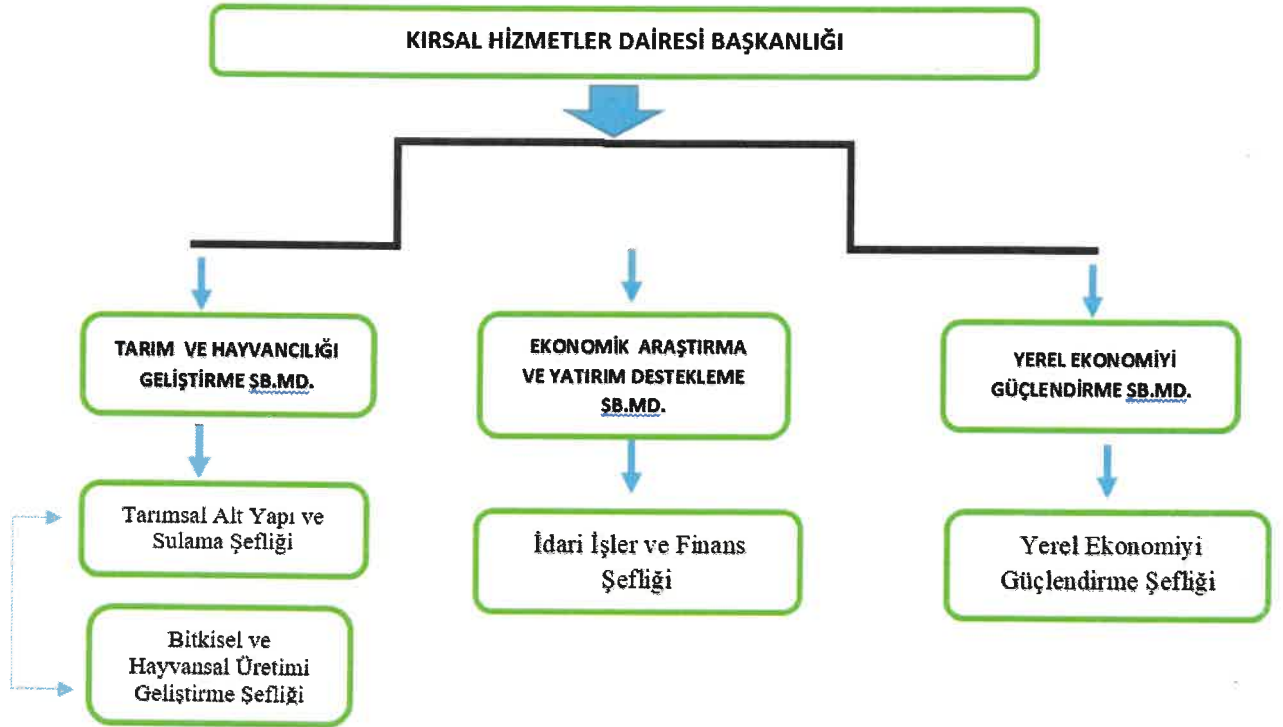 KIRSAL HİZMETLER DAİRESİ BAŞKANLIĞI
TARIM VE HAYVANCILIĞI
GELİŞTİRME ŞB.MD.
EKONOMİK ARAŞTIRMA
VE YATIRIM DESTEKLEME
ŞB.MD.
YEREL EKONOMİYİ
GÜÇLENDİRME ŞB.MD.
Tarımsal Alt Yapı ve
Sulama Şefliği
İdari İşler ve Finans
Şefliği
Yerel Ekonomiyi
Güçlendirme Şefliği
Bitkisel ve
Hayvansal Üretimi
Geliştirme Şefliği